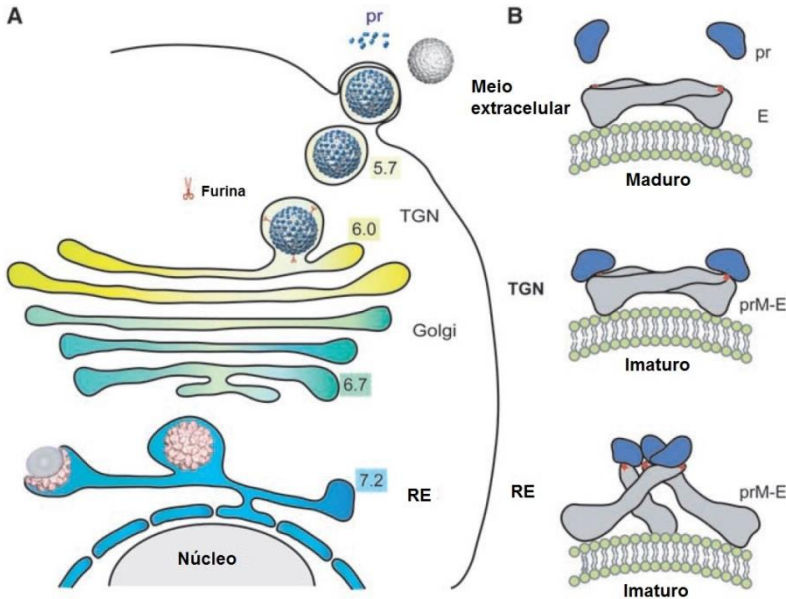 A
pr
Meio
extracelular
5.7
Furina
TGN
6.0
Golgi
6.7
7.2
RE
Núcleo
B
pr
E
Maduro
TGN
prM-E
Imaturo
RE
prM-E
Imaturo